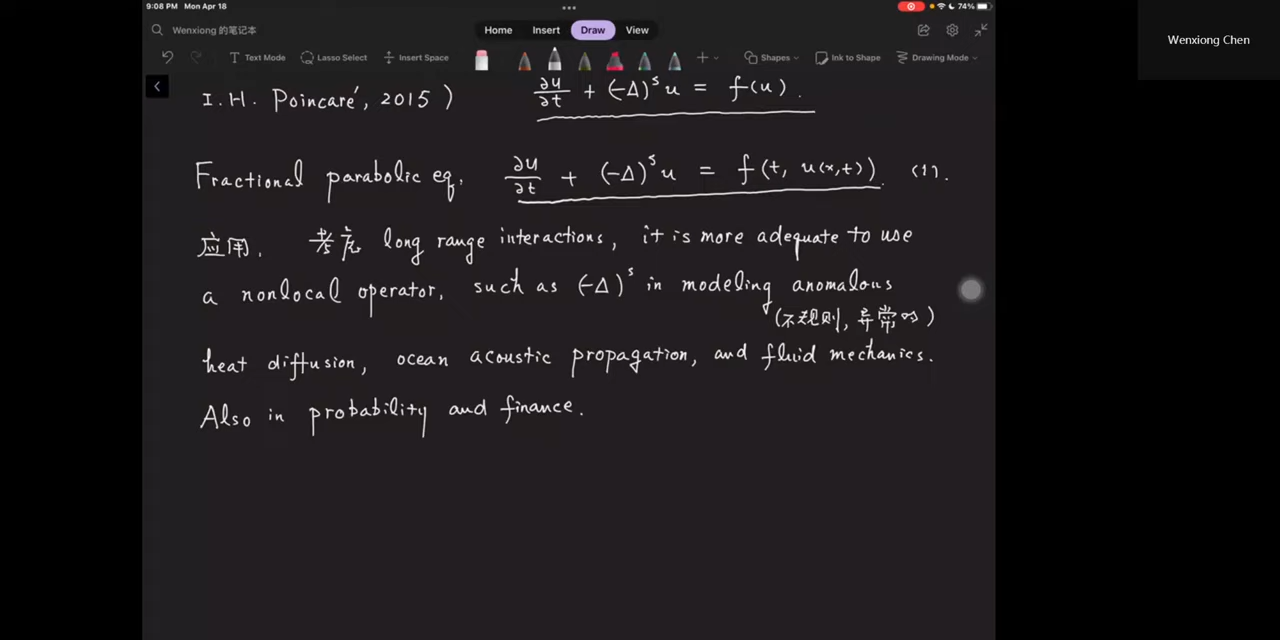 9:08 PM Mon Apr 18
74%
Wenxiong 的笔记本
Home Insert Draw View
Text Mode Lasso Select Insert Space Shapes Ink to Shape Drawing Mode
Wenxiong Chen
I.H. Poincaré, 2015) ∂u/∂t + (-Δ)^s u = f(u).
Fractional parabolic eq. ∂u/∂t + (-Δ)^s u = f(t, u(x,t)). (1).
应用. 考虑 long range interactions, it is more adequate to use
a nonlocal operator, such as (-Δ)^s in modeling anomalous
(不规则, 异常的)
heat diffusion, ocean acoustic propagation, and fluid mechanics.
Also in probability and finance.